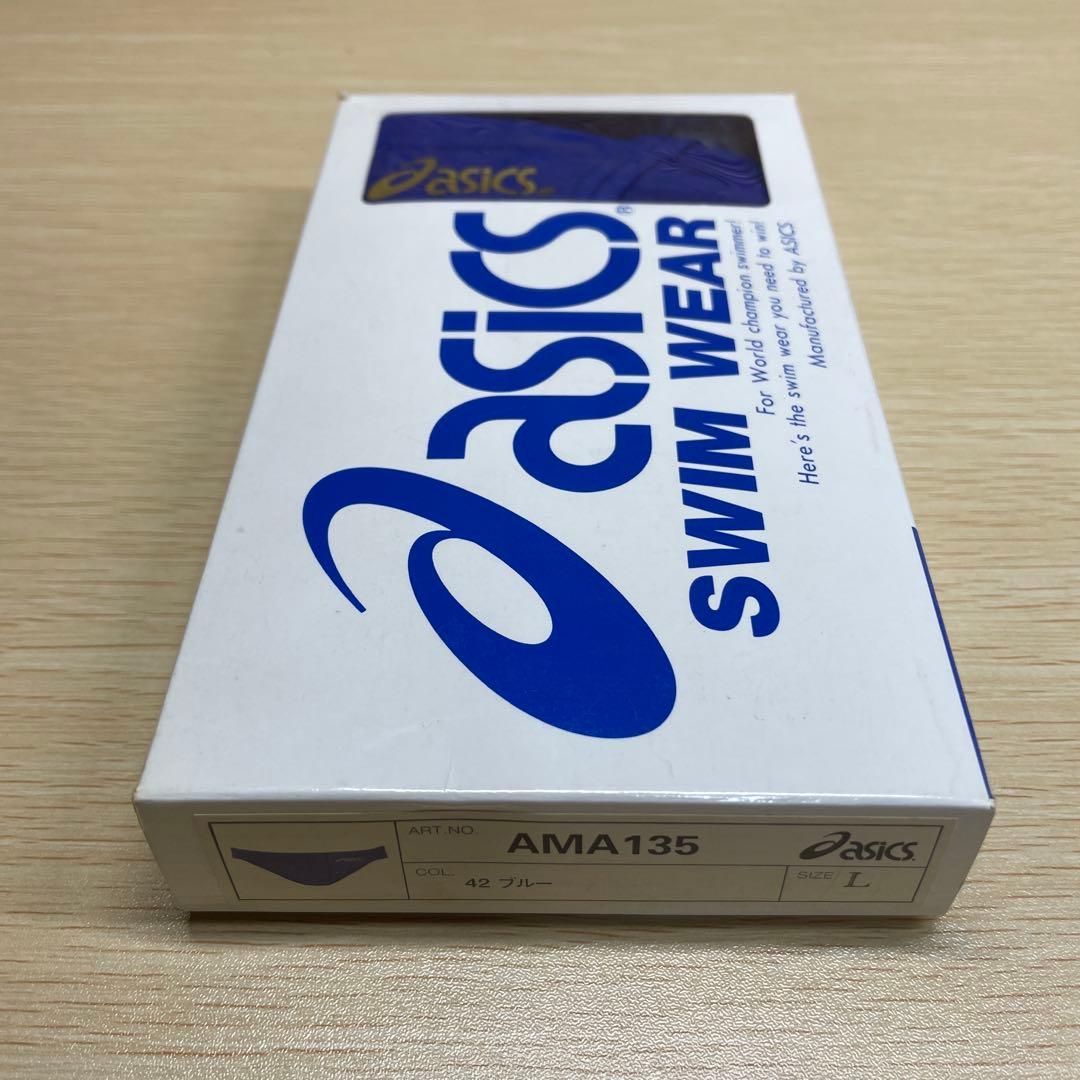 asics
asics®
SWIM WEAR
For World champion swimmer!
Here's the swim wear you need to win!
Manufactured by ASICS
ART.NO. AMA135
asics
COL. 42 ブルー
SIZE L